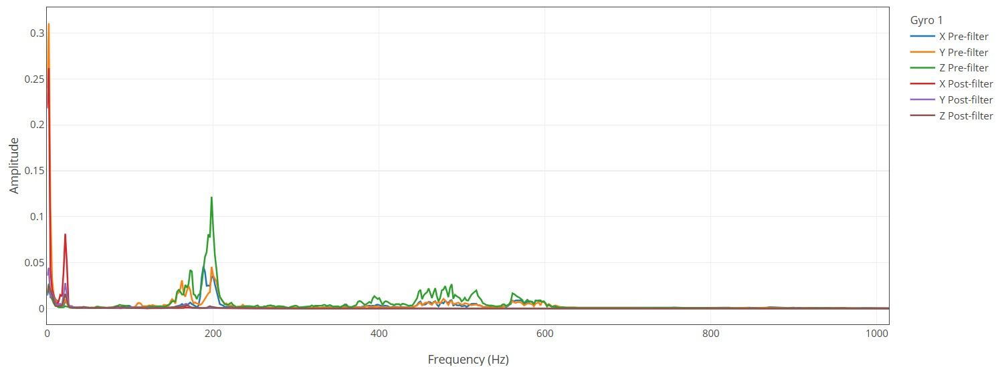 Gyro 1
X Pre-filter
Y Pre-filter
Z Pre-filter
X Post-filter
Y Post-filter
Z Post-filter
Amplitude
0.3
0.25
0.2
0.15
0.1
0.05
0
0 200 400 600 800 1000
Frequency (Hz)